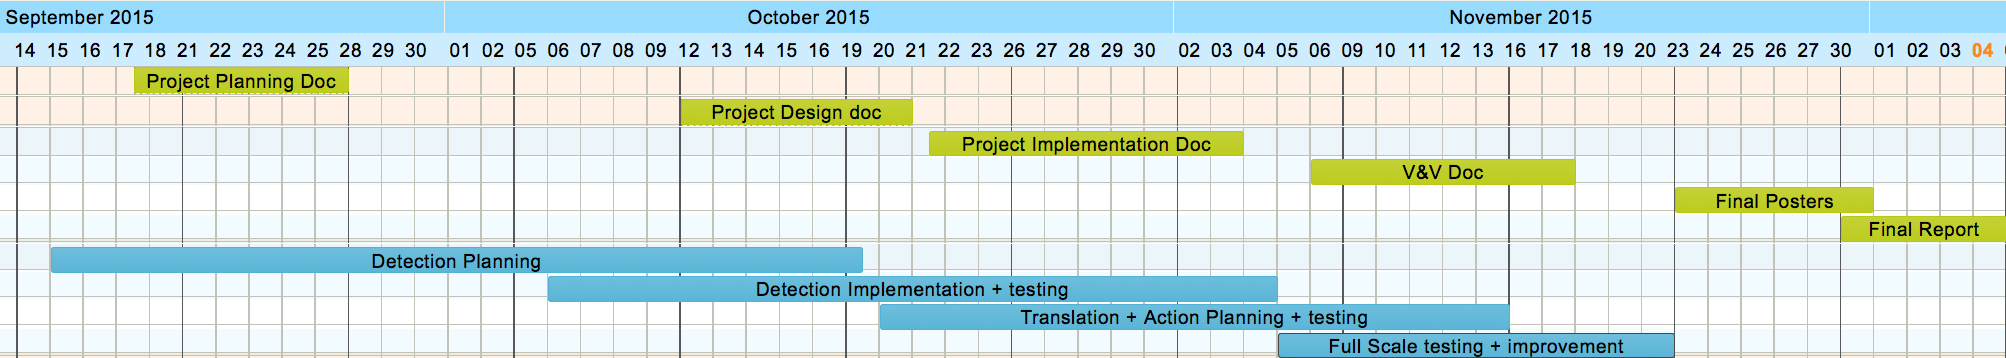 September 2015 October 2015 November 2015
14 15 16 17 18 21 22 23 24 25 28 29 30 01 02 05 06 07 08 09 12 13 14 15 16 19 20 21 22 23 26 27 28 29 30 02 03 04 05 06 09 10 11 12 13 16 17 18 19 20 23 24 25 26 27 30 01 02 03 04
Project Planning Doc
Project Design doc
Project Implementation Doc
V&V Doc
Final Posters
Final Report
Detection Planning
Detection Implementation + testing
Translation + Action Planning + testing
Full Scale testing + improvement